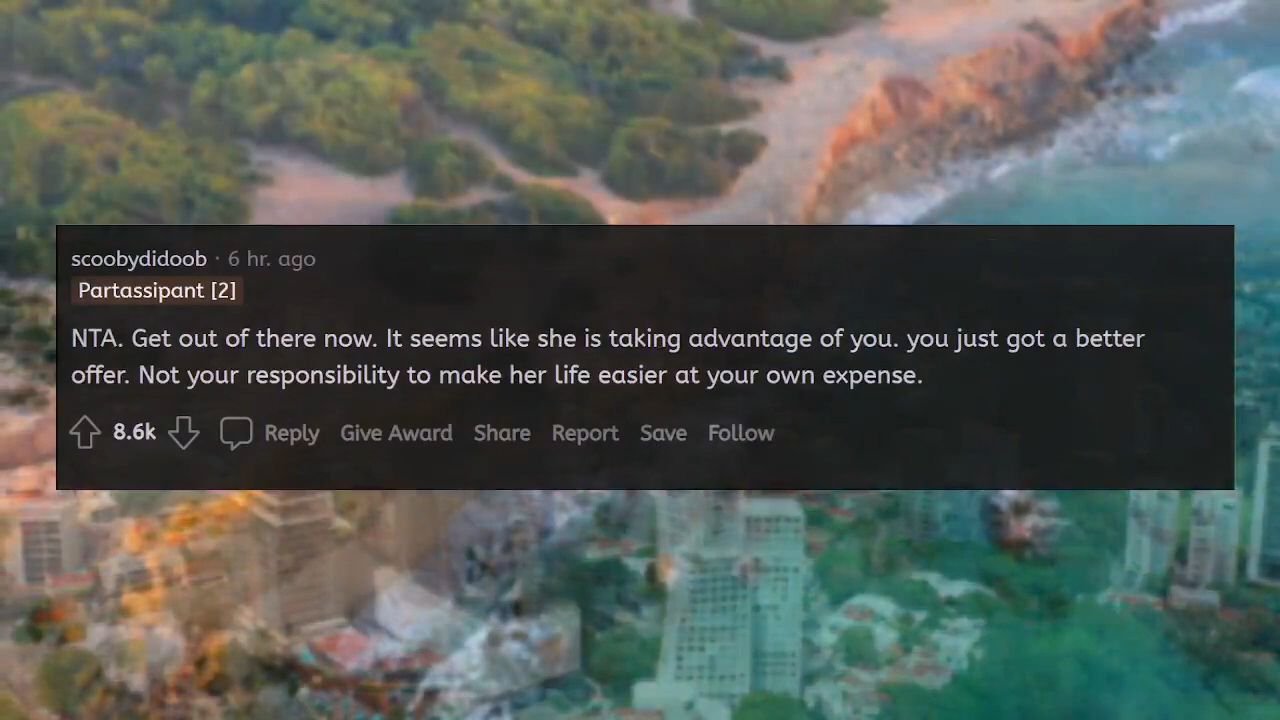 scoobydidoob · 6 hr. ago
Partassipant [2]
NTA. Get out of there now. It seems like she is taking advantage of you. you just got a better
offer. Not your responsibility to make her life easier at your own expense.
8.6k Reply Give Award Share Report Save Follow